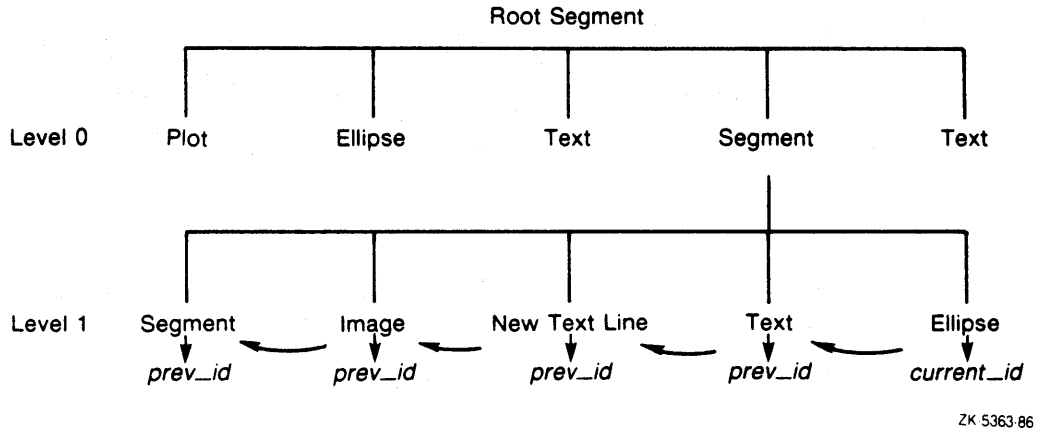 Root Segment
Level 0 Plot Ellipse Text Segment Text
Level 1 Segment Image New Text Line Text Ellipse
prev_id prev_id prev_id prev_id current_id
ZK-5363-86